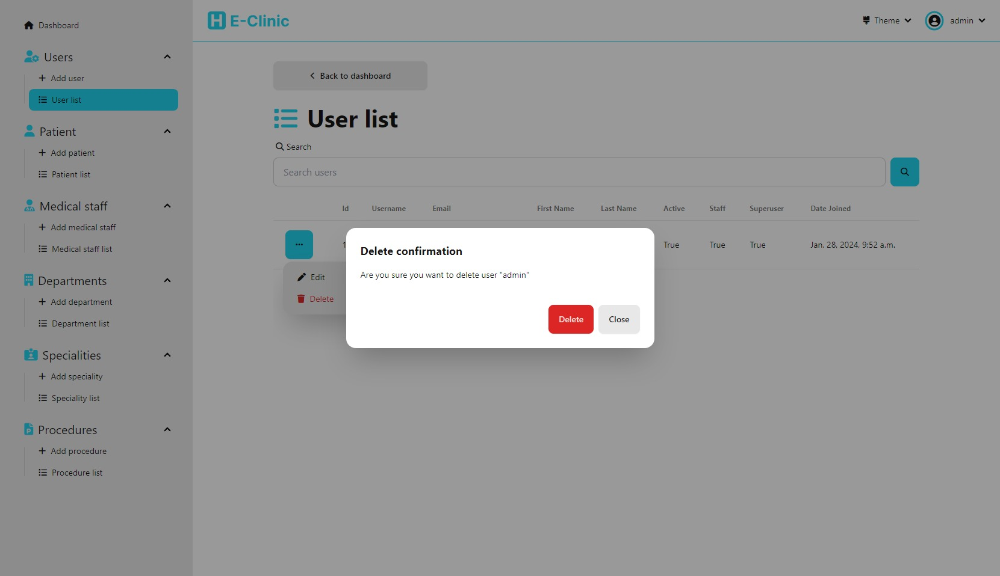 Dashboard
Users
Add user
User list
Patient
Add patient
Patient list
Medical staff
Add medical staff
Medical staff list
Departments
Add department
Department list
Specialities
Add speciality
Speciality list
Procedures
Add procedure
Procedure list
H E-Clinic
Theme
admin
Back to dashboard
User list
Search
Search users
Id Username Email First Name Last Name Active Staff Superuser Date Joined
1 True True True Jan. 28, 2024, 9:52 a.m.
Edit
Delete
Delete confirmation
Are you sure you want to delete user "admin"
Delete Close